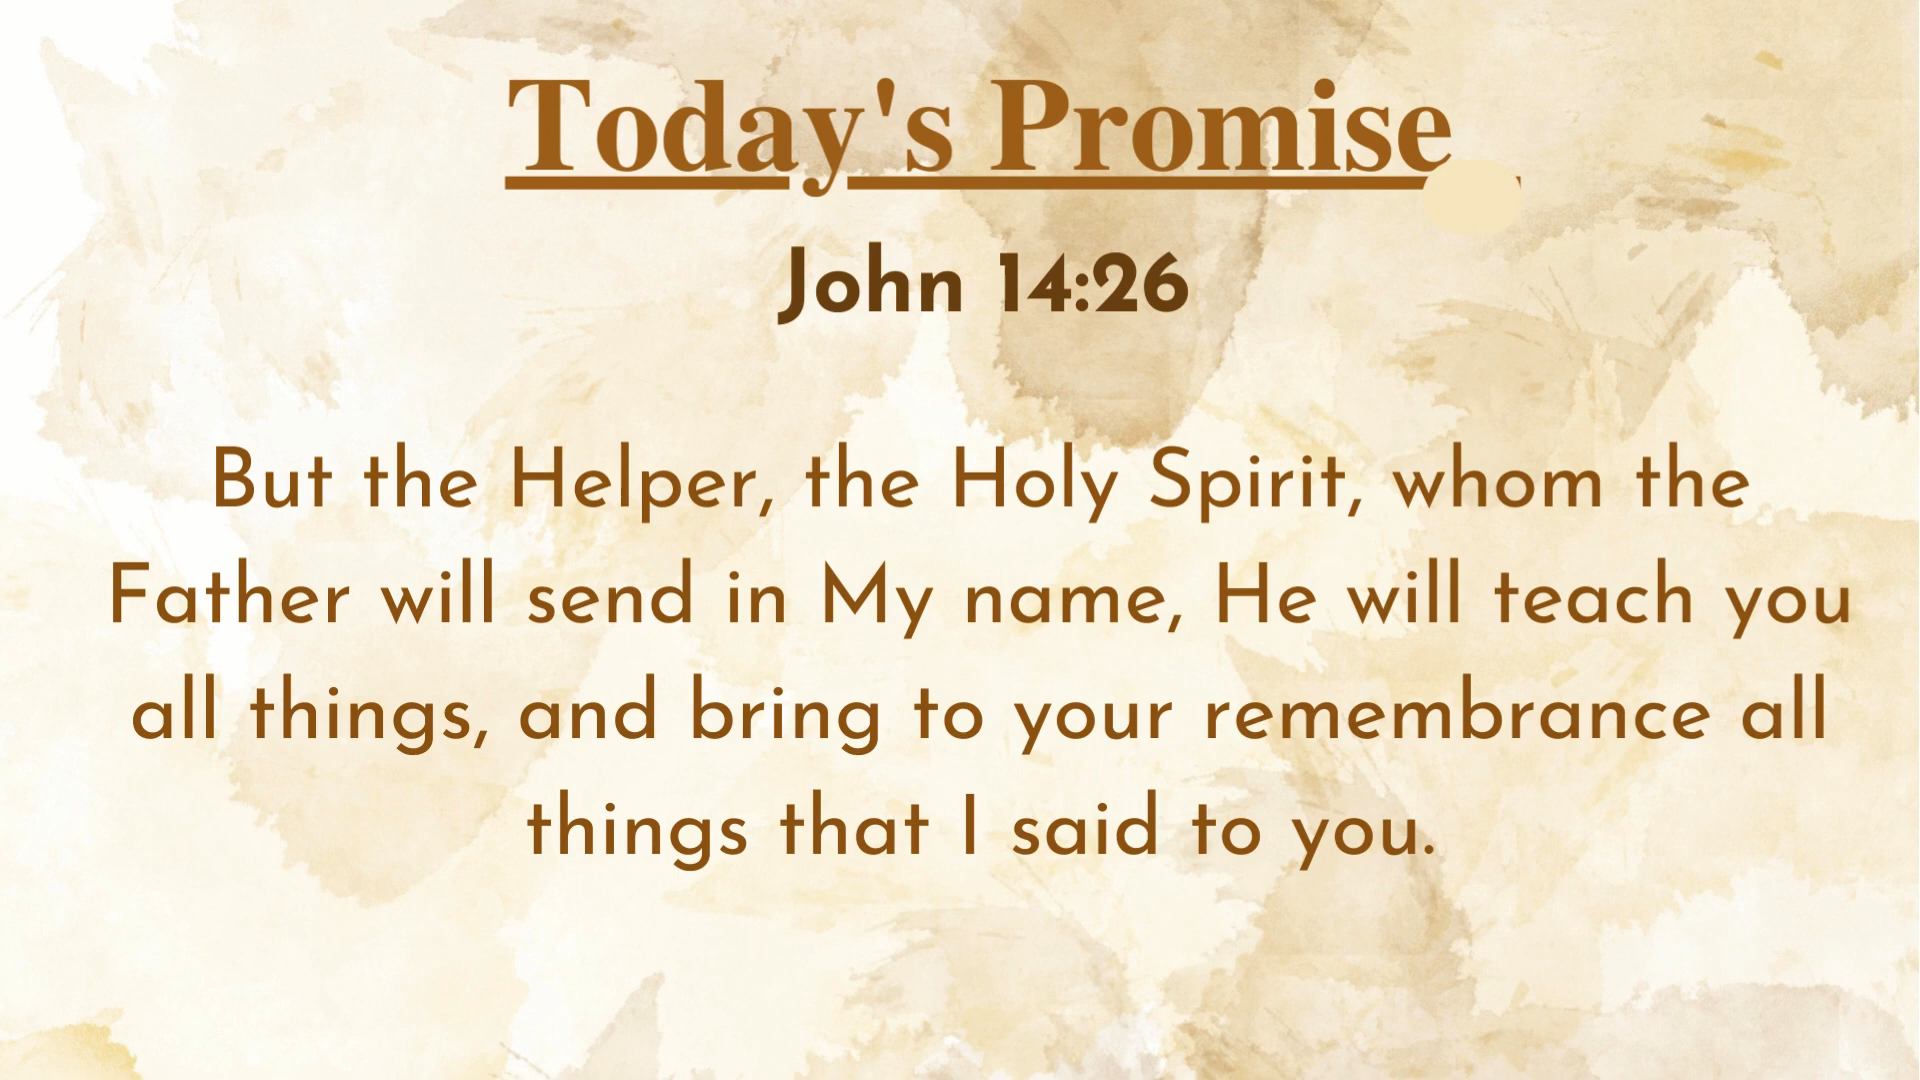 Today's Promise
John 14:26
But the Helper, the Holy Spirit, whom the
Father will send in My name, He will teach you
all things, and bring to your remembrance all
things that I said to you.